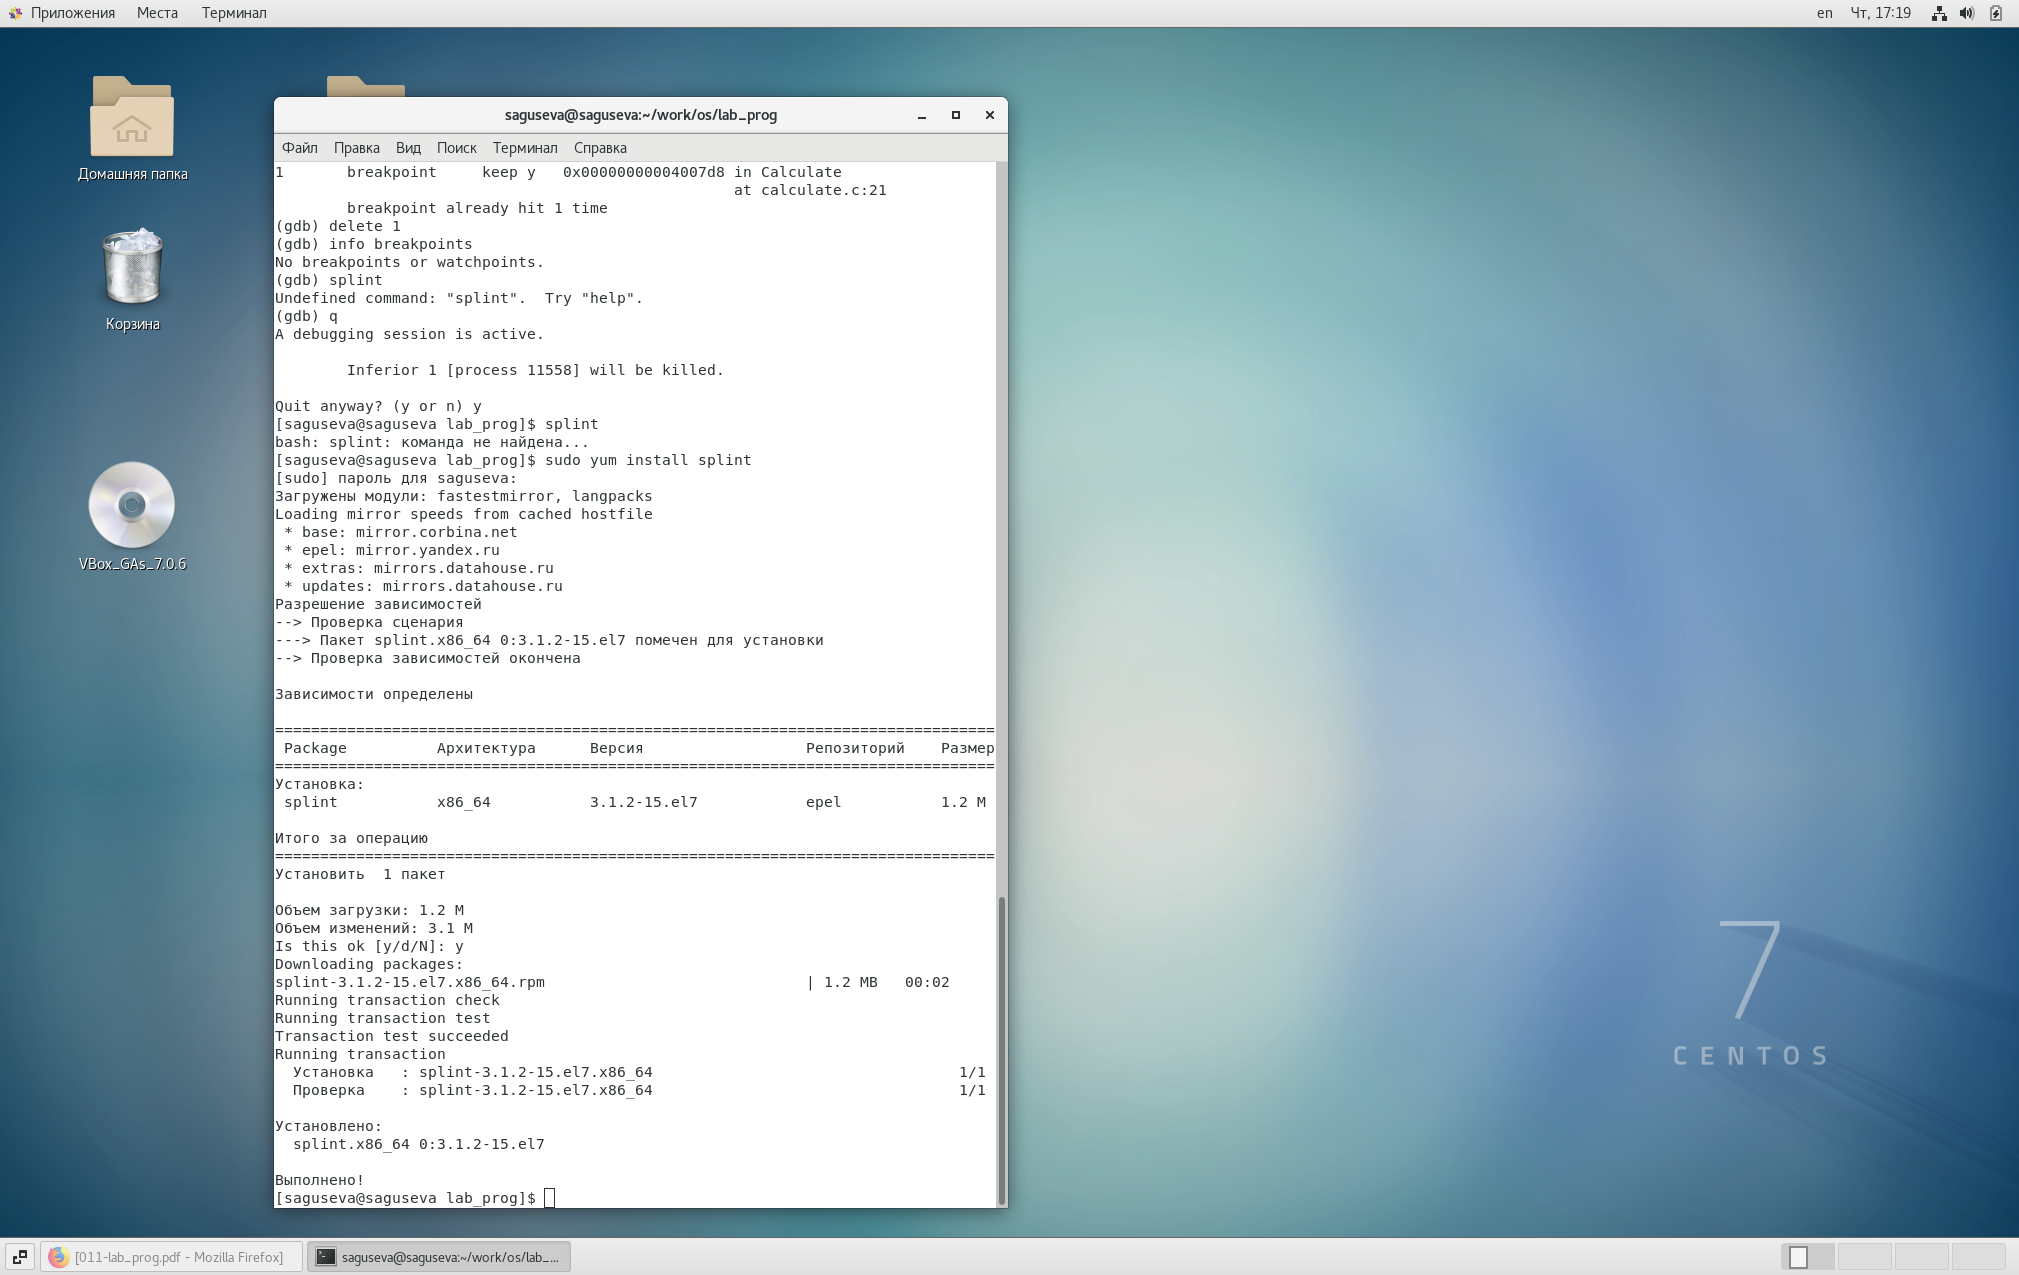 Приложения Места Терминал en Чт, 17:19
Домашняя папка
Корзина
VBox_GAs_7.0.6
saguseva@saguseva:~/work/os/lab_prog
Файл Правка Вид Поиск Терминал Справка
1       breakpoint     keep y   0x00000000004007d8 in Calculate
                                                   at calculate.c:21
        breakpoint already hit 1 time
(gdb) delete 1
(gdb) info breakpoints
No breakpoints or watchpoints.
(gdb) splint
Undefined command: "splint".  Try "help".
(gdb) q
A debugging session is active.
        Inferior 1 [process 11558] will be killed.
Quit anyway? (y or n) y
[saguseva@saguseva lab_prog]$ splint
bash: splint: команда не найдена...
[saguseva@saguseva lab_prog]$ sudo yum install splint
[sudo] пароль для saguseva:
Загружены модули: fastestmirror, langpacks
Loading mirror speeds from cached hostfile
 * base: mirror.corbina.net
 * epel: mirror.yandex.ru
 * extras: mirrors.datahouse.ru
 * updates: mirrors.datahouse.ru
Разрешение зависимостей
--> Проверка сценария
---> Пакет splint.x86_64 0:3.1.2-15.el7 помечен для установки
--> Проверка зависимостей окончена
Зависимости определены
================================================================================
 Package          Архитектура      Версия                  Репозиторий    Размер
================================================================================
Установка:
 splint           x86_64           3.1.2-15.el7            epel           1.2 M
Итого за операцию
================================================================================
Установить  1 пакет
Объем загрузки: 1.2 M
Объем изменений: 3.1 M
Is this ok [y/d/N]: y
Downloading packages:
splint-3.1.2-15.el7.x86_64.rpm                             | 1.2 MB   00:02
Running transaction check
Running transaction test
Transaction test succeeded
Running transaction
  Установка   : splint-3.1.2-15.el7.x86_64                                  1/1
  Проверка    : splint-3.1.2-15.el7.x86_64                                  1/1
Установлено:
  splint.x86_64 0:3.1.2-15.el7
Выполнено!
[saguseva@saguseva lab_prog]$
7
CENTOS
[011-lab_prog.pdf - Mozilla Firefox] saguseva@saguseva:~/work/os/lab_...